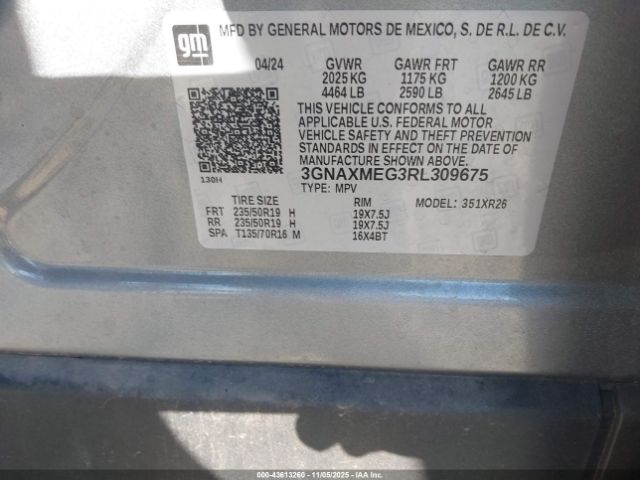 gm
MFD BY GENERAL MOTORS DE MEXICO, S. DE R.L. DE C.V.
04/24 GVWR GAWR FRT GAWR RR
2025 KG 1175 KG 1200 KG
4464 LB 2590 LB 2645 LB
THIS VEHICLE CONFORMS TO ALL
APPLICABLE U.S. FEDERAL MOTOR
VEHICLE SAFETY AND THEFT PREVENTION
STANDARDS IN EFFECT ON THE DATE OF
MANUFACTURE SHOWN ABOVE.
130H 3GNAXMEG3RL309675
TYPE: MPV MODEL: 351XR26
TIRE SIZE RIM
FRT 235/50R19 H 19X7.5J
RR 235/50R19 H 19X7.5J
SPA T135/70R16 M 16X4BT
000-43613260 - 11/05/2025 - IAAI.COM